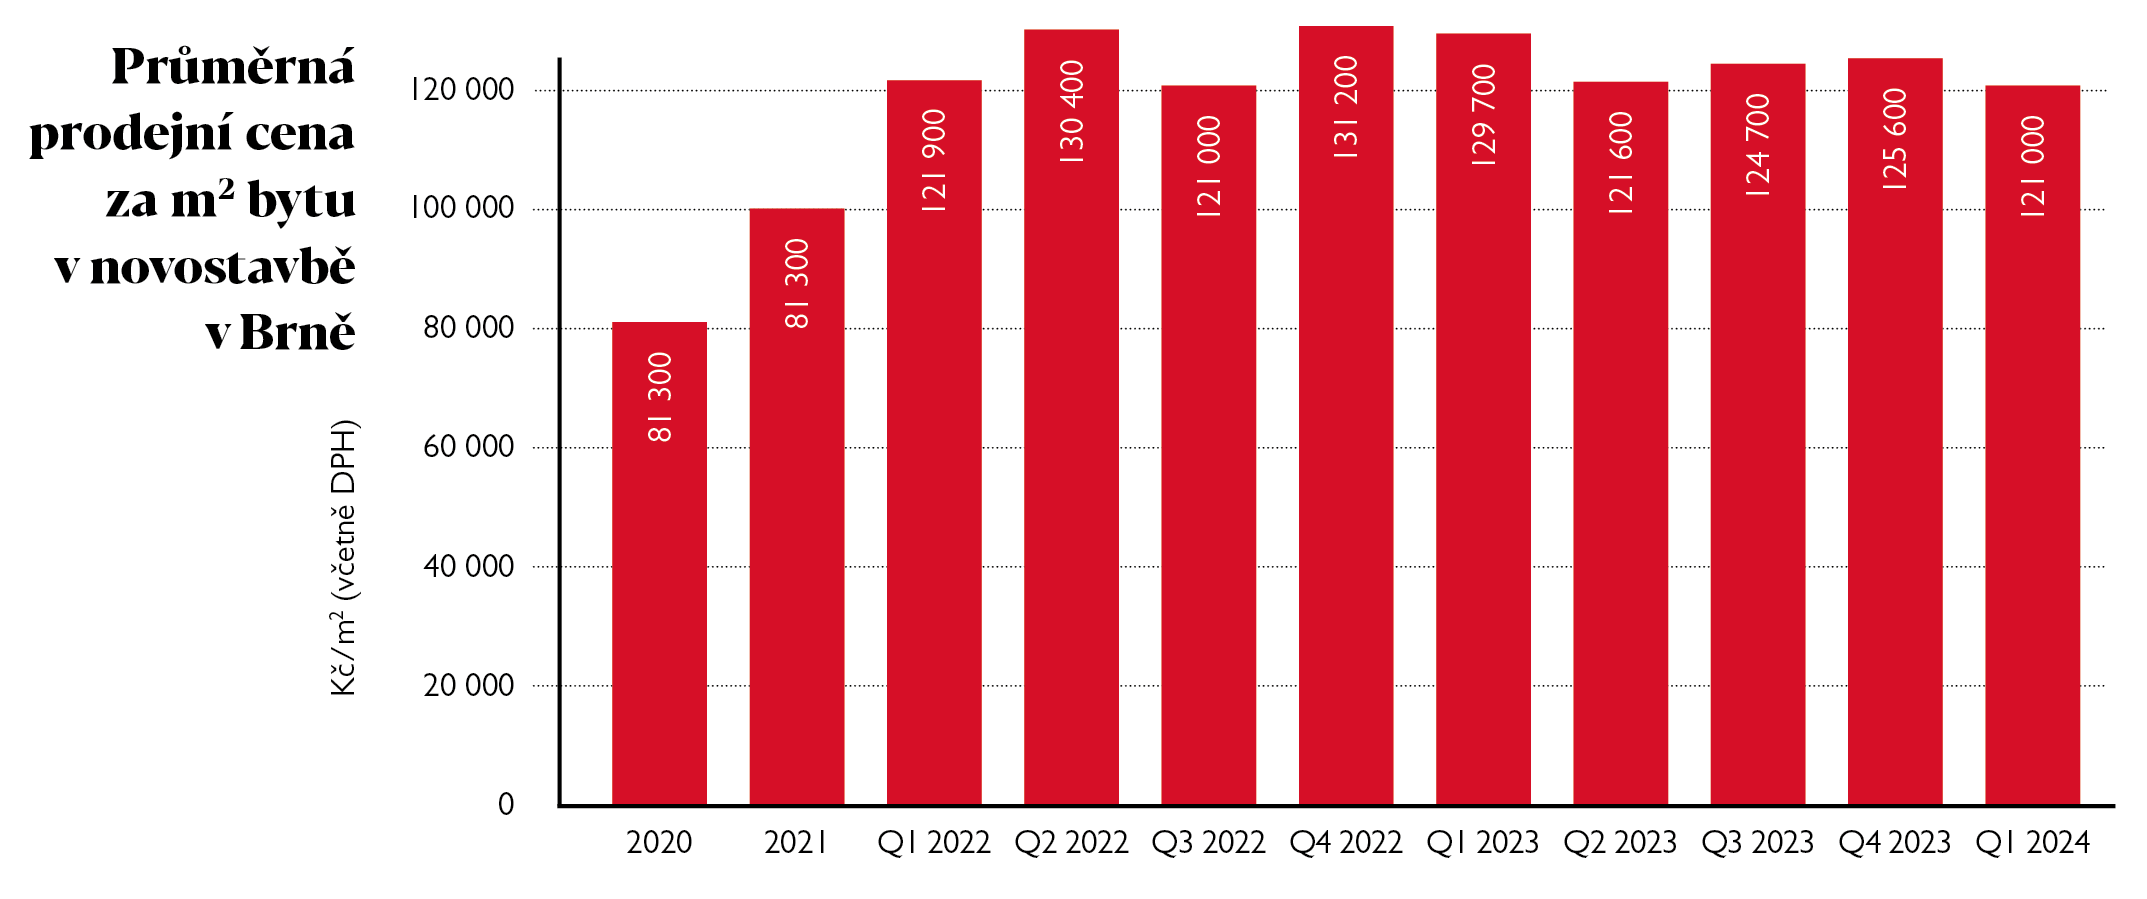 Průměrná
prodejní cena
za m² bytu
v novostavbě
v Brně
Kč/m² (včetně DPH)
120 000
100 000
80 000
60 000
40 000
20 000
0
81 300
81 300
121 900
130 400
121 000
131 200
129 700
121 600
124 700
125 600
121 000
2020
2021
Q1 2022
Q2 2022
Q3 2022
Q4 2022
Q1 2023
Q2 2023
Q3 2023
Q4 2023
Q1 2024